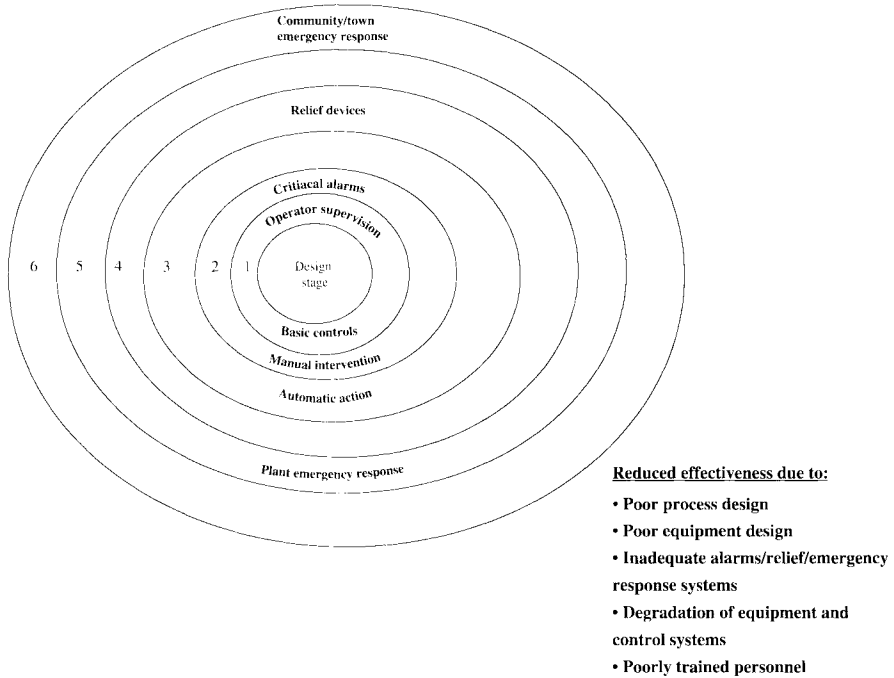 Community/town
emergency response
Relief devices
Critiacal alarms
Operator supervision
6 5 4 3 2 1 Design
stage
Basic controls
Manual intervention
Automatic action
Plant emergency response
Reduced effectiveness due to:
• Poor process design
• Poor equipment design
• Inadequate alarms/relief/emergency
response systems
• Degradation of equipment and
control systems
• Poorly trained personnel